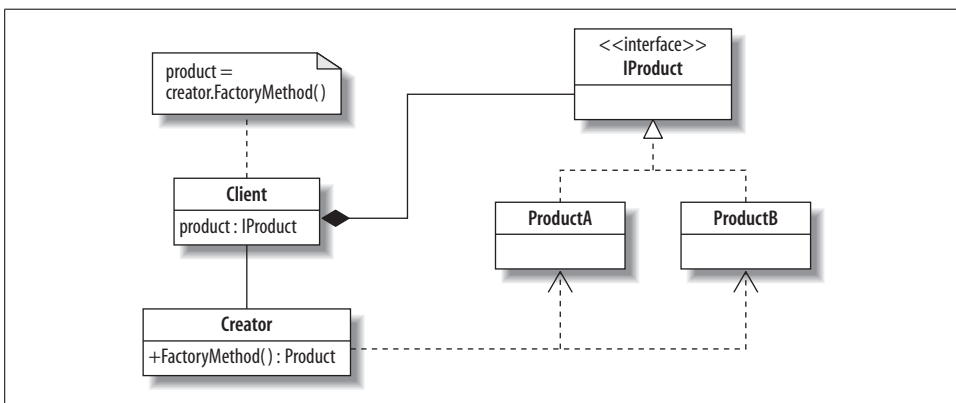 product =
creator.FactoryMethod()
<<interface>>
IProduct
Client
product : IProduct
ProductA
ProductB
Creator
+FactoryMethod() : Product